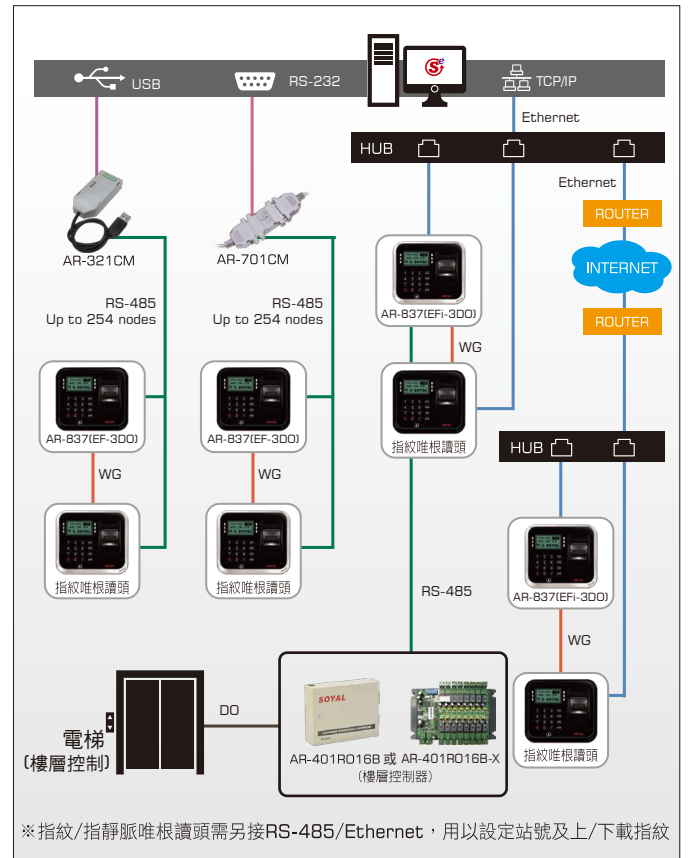 USB
RS-232
TCP/IP
Ethernet
HUB
Ethernet
ROUTER
INTERNET
ROUTER
AR-321CM
AR-701CM
RS-485
Up to 254 nodes
RS-485
Up to 254 nodes
AR-837(EFi-3DO)
WG
指紋唯根讀頭
AR-837(EF-3DO)
WG
指紋唯根讀頭
AR-837(EF-3DO)
WG
指紋唯根讀頭
HUB
AR-837(EFi-3DO)
WG
指紋唯根讀頭
RS-485
電梯
(樓層控制)
DO
SOYAL
AR-401RO16B 或 AR-401RO16B-X
(樓層控制器)
※指紋/指靜脈唯根讀頭需另接RS-485/Ethernet，用以設定站號及上/下載指紋